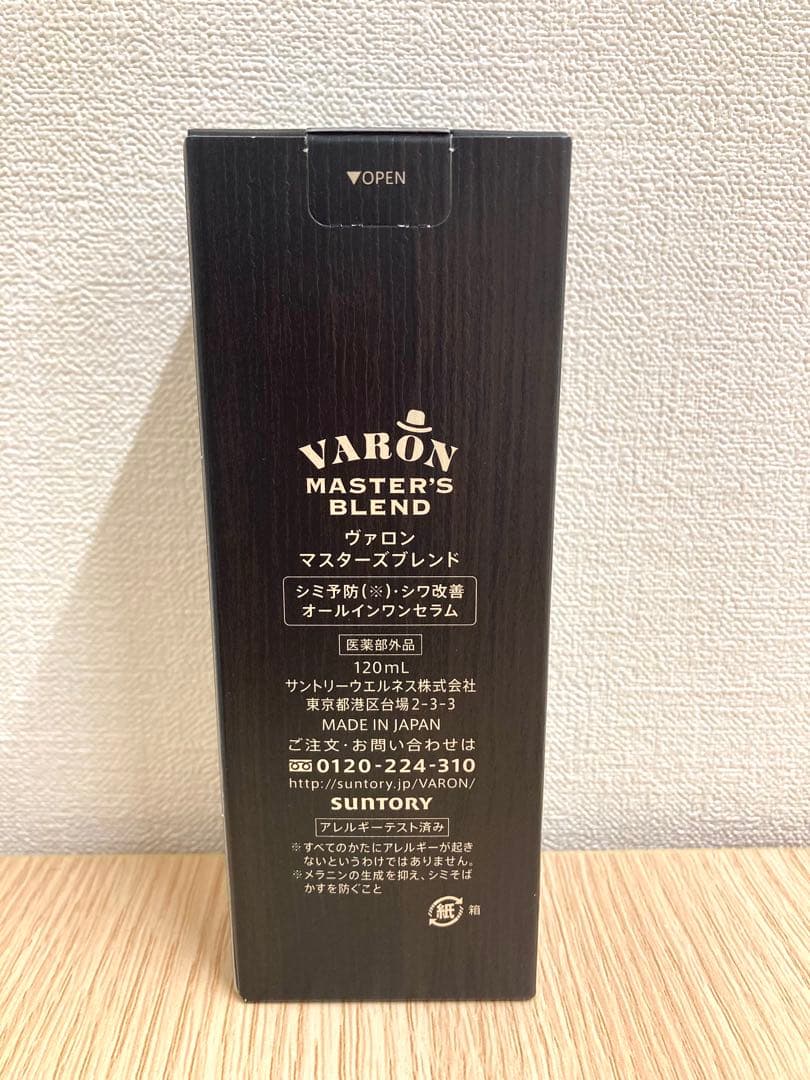 ▼OPEN
VARON
MASTER'S
BLEND
ヴァロン
マスターズブレンド
シミ予防(※)・シワ改善
オールインワンセラム
医薬部外品
120mL
サントリーウエルネス株式会社
東京都港区台場2-3-3
MADE IN JAPAN
ご注文・お問い合わせは
0120-224-310
http://suntory.jp/VARON/
SUNTORY
アレルギーテスト済み
※すべてのかたにアレルギーが起き
ないというわけではありません。
※メラニンの生成を抑え、シミそば
かすを防ぐこと
紙 箱